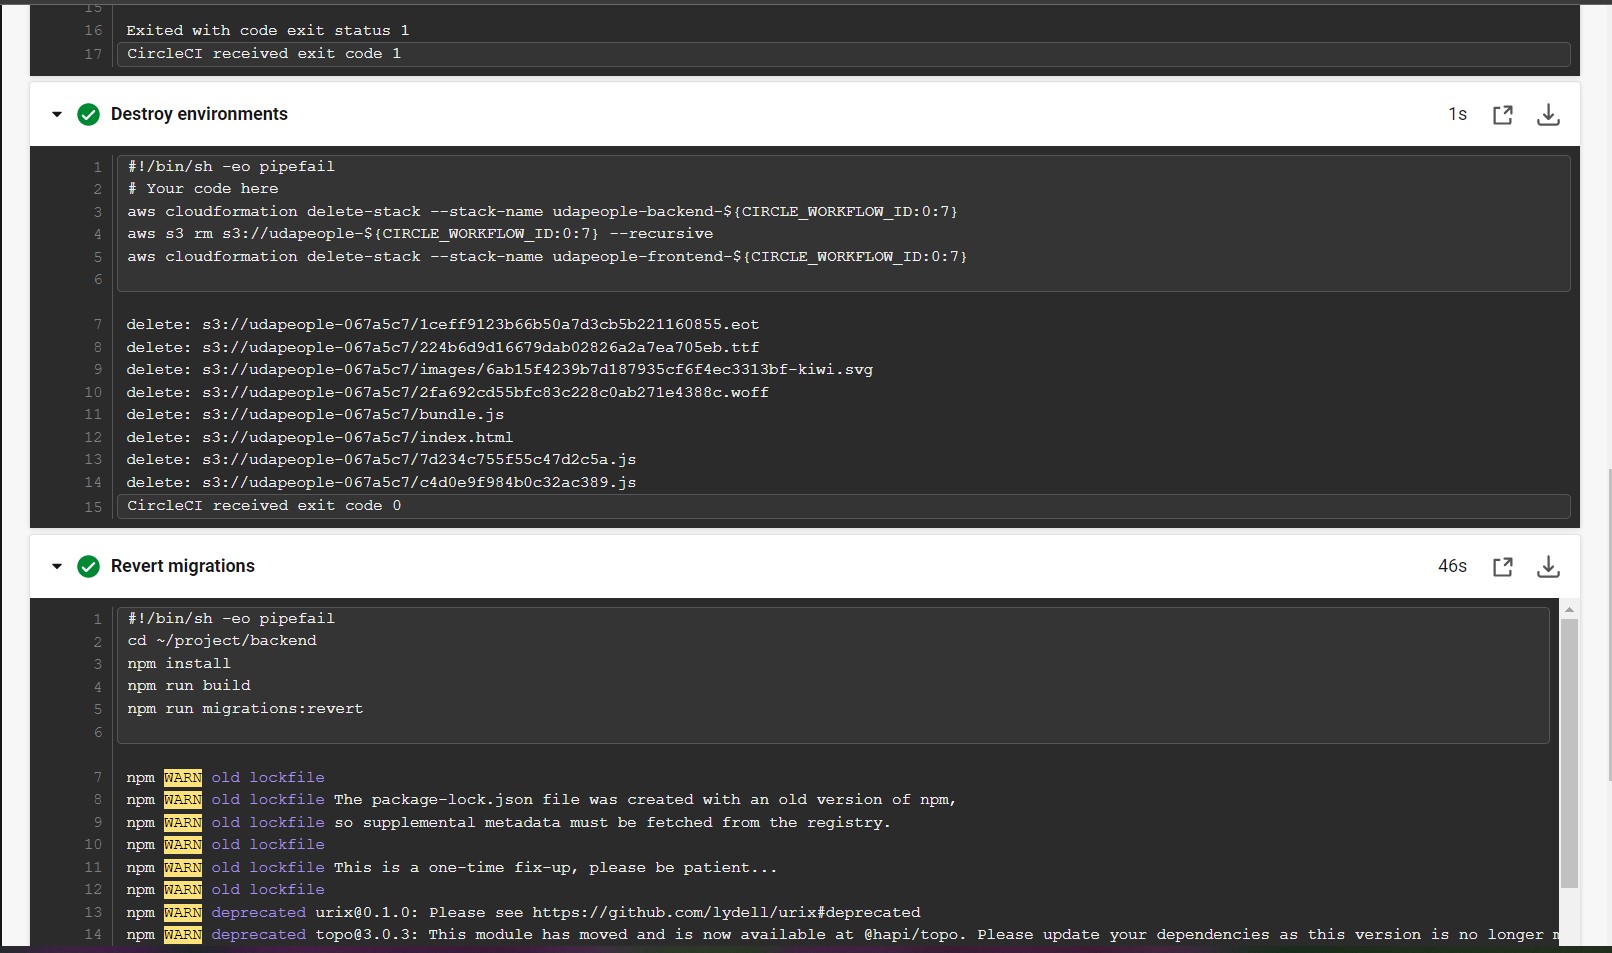 15
16 Exited with code exit status 1
17 CircleCI received exit code 1
Destroy environments 1s
1 #!/bin/sh -eo pipefail
2 # Your code here
3 aws cloudformation delete-stack --stack-name udapeople-backend-${CIRCLE_WORKFLOW_ID:0:7}
4 aws s3 rm s3://udapeople-${CIRCLE_WORKFLOW_ID:0:7} --recursive
5 aws cloudformation delete-stack --stack-name udapeople-frontend-${CIRCLE_WORKFLOW_ID:0:7}
6
7 delete: s3://udapeople-067a5c7/1ceff9123b66b50a7d3cb5b221160855.eot
8 delete: s3://udapeople-067a5c7/224b6d9d16679dab02826a2a7ea705eb.ttf
9 delete: s3://udapeople-067a5c7/images/6ab15f4239b7d187935cf6f4ec3313bf-kiwi.svg
10 delete: s3://udapeople-067a5c7/2fa692cd55bfc83c228c0ab271e4388c.woff
11 delete: s3://udapeople-067a5c7/bundle.js
12 delete: s3://udapeople-067a5c7/index.html
13 delete: s3://udapeople-067a5c7/7d234c755f55c47d2c5a.js
14 delete: s3://udapeople-067a5c7/c4d0e9f984b0c32ac389.js
15 CircleCI received exit code 0
Revert migrations 46s
1 #!/bin/sh -eo pipefail
2 cd ~/project/backend
3 npm install
4 npm run build
5 npm run migrations:revert
6
7 npm WARN old lockfile
8 npm WARN old lockfile The package-lock.json file was created with an old version of npm,
9 npm WARN old lockfile so supplemental metadata must be fetched from the registry.
10 npm WARN old lockfile
11 npm WARN old lockfile This is a one-time fix-up, please be patient...
12 npm WARN old lockfile
13 npm WARN deprecated urix@0.1.0: Please see https://github.com/lydell/urix#deprecated
14 npm WARN deprecated topo@3.0.3: This module has moved and is now available at @hapi/topo. Please update your dependencies as this version is no longer